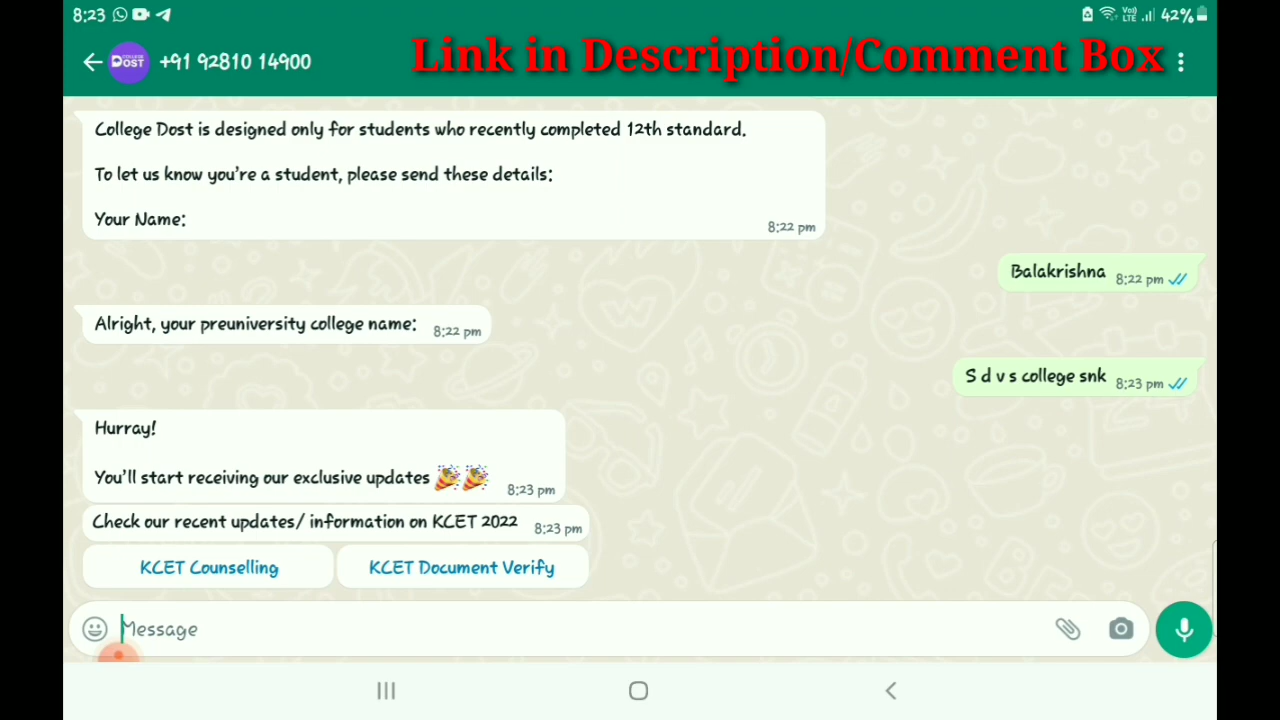 8:23
Vo)) LTE 42%
DOST +91 92810 14900
Link in Description/Comment Box
College Dost is designed only for students who recently completed 12th standard.
To let us know you're a student, please send these details:
Your Name:
8:22 pm
Balakrishna 8:22 pm
Alright, your preuniversity college name: 8:22 pm
S d v s college snk 8:23 pm
Hurray!
You'll start receiving our exclusive updates 🎉🎉 8:23 pm
Check our recent updates/ information on KCET 2022 8:23 pm
KCET Counselling KCET Document Verify
Message